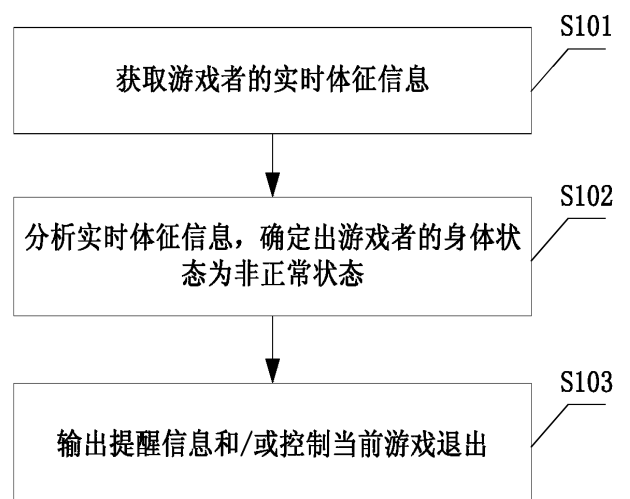 S101
获取游戏者的实时体征信息
S102
分析实时体征信息，确定出游戏者的身体状
态为非正常状态
S103
输出提醒信息和/或控制当前游戏退出